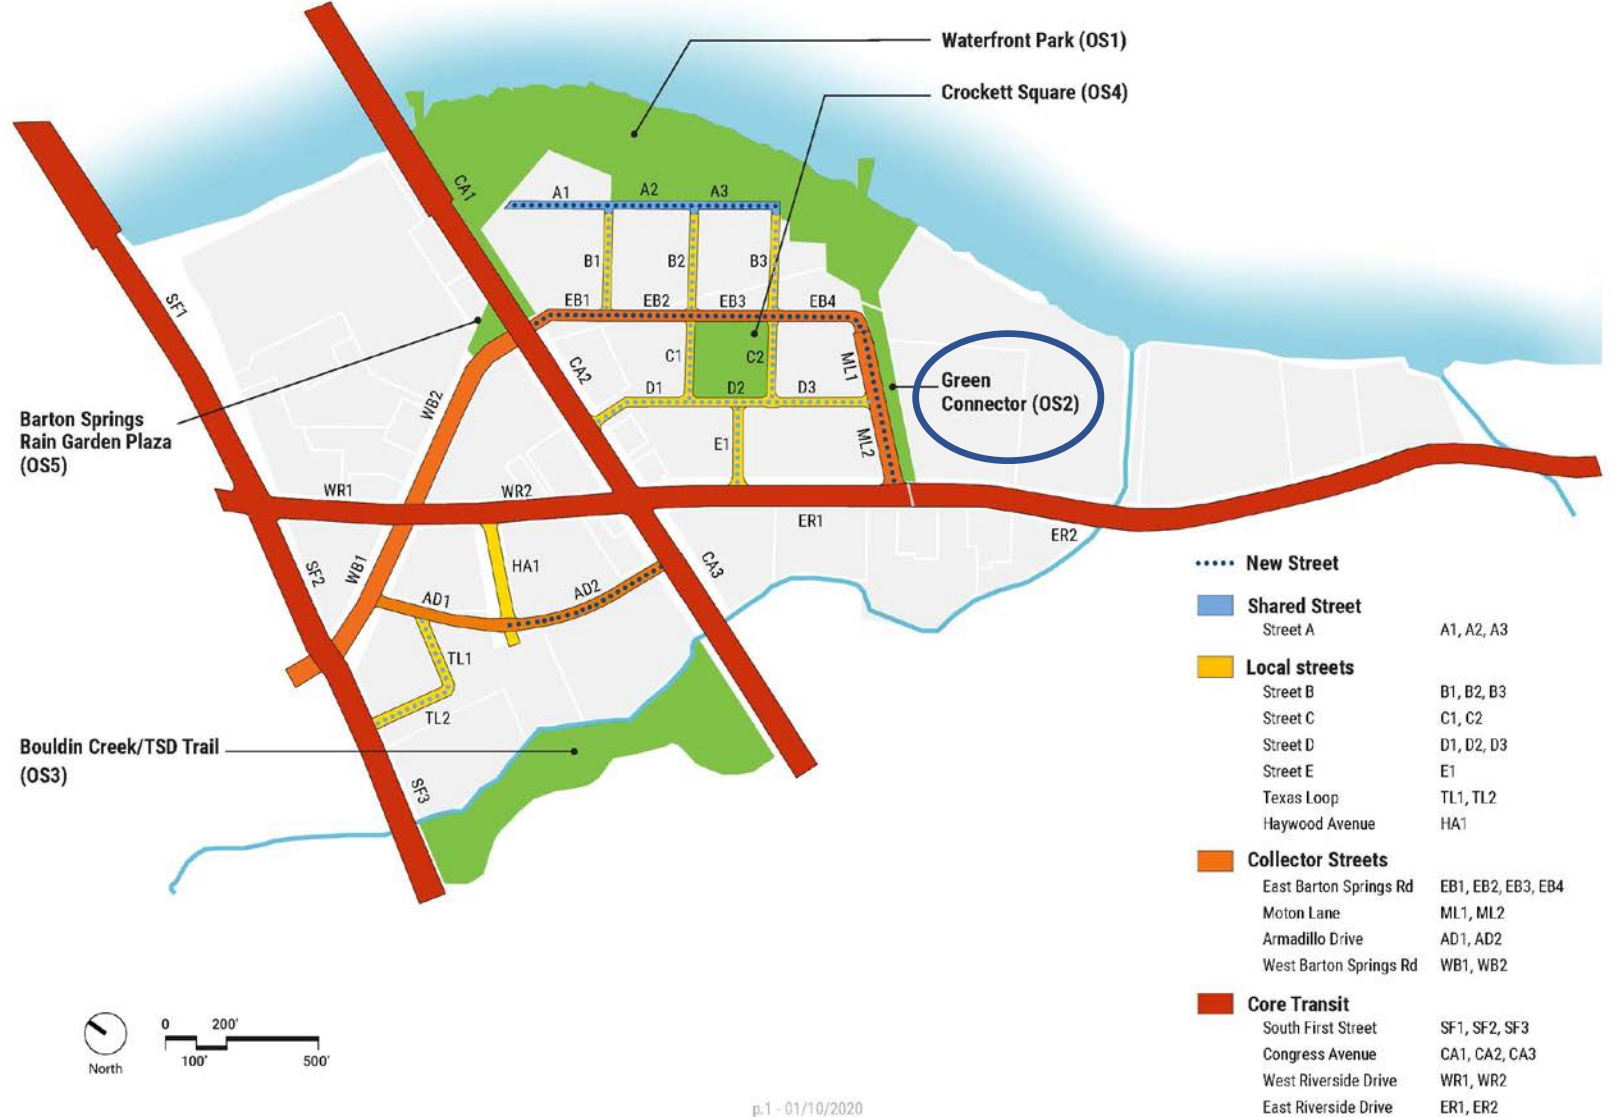 Waterfront Park (OS1)
Crockett Square (OS4)
CA1
A1
A2
A3
SF1
B1
B2
B3
EB1
EB2
EB3
EB4
CA2
C1
C2
ML1
Green
Connector (OS2)
D1
D2
D3
WB2
Barton Springs
Rain Garden Plaza
(OS5)
E1
ML2
WR1
WR2
ER1
ER2
SF2
WB1
HA1
CA3
AD1
AD2
TL1
TL2
Bouldin Creek/TSD Trail
(OS3)
SF3
New Street
Shared Street
Street A A1, A2, A3
Local streets
Street B B1, B2, B3
Street C C1, C2
Street D D1, D2, D3
Street E E1
Texas Loop TL1, TL2
Haywood Avenue HA1
Collector Streets
East Barton Springs Rd EB1, EB2, EB3, EB4
Moton Lane ML1, ML2
Armadillo Drive AD1, AD2
West Barton Springs Rd WB1, WB2
Core Transit
South First Street SF1, SF2, SF3
Congress Avenue CA1, CA2, CA3
West Riverside Drive WR1, WR2
East Riverside Drive ER1, ER2
North
0 200'
100' 500'
p.1 - 01/10/2020